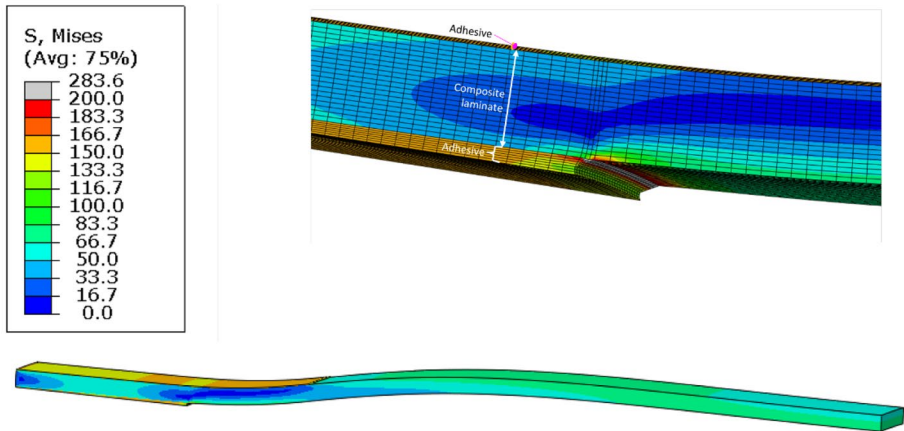 S, Mises
(Avg: 75%)
283.6
200.0
183.3
166.7
150.0
133.3
116.7
100.0
83.3
66.7
50.0
33.3
16.7
0.0
Adhesive
Composite
laminate
Adhesive